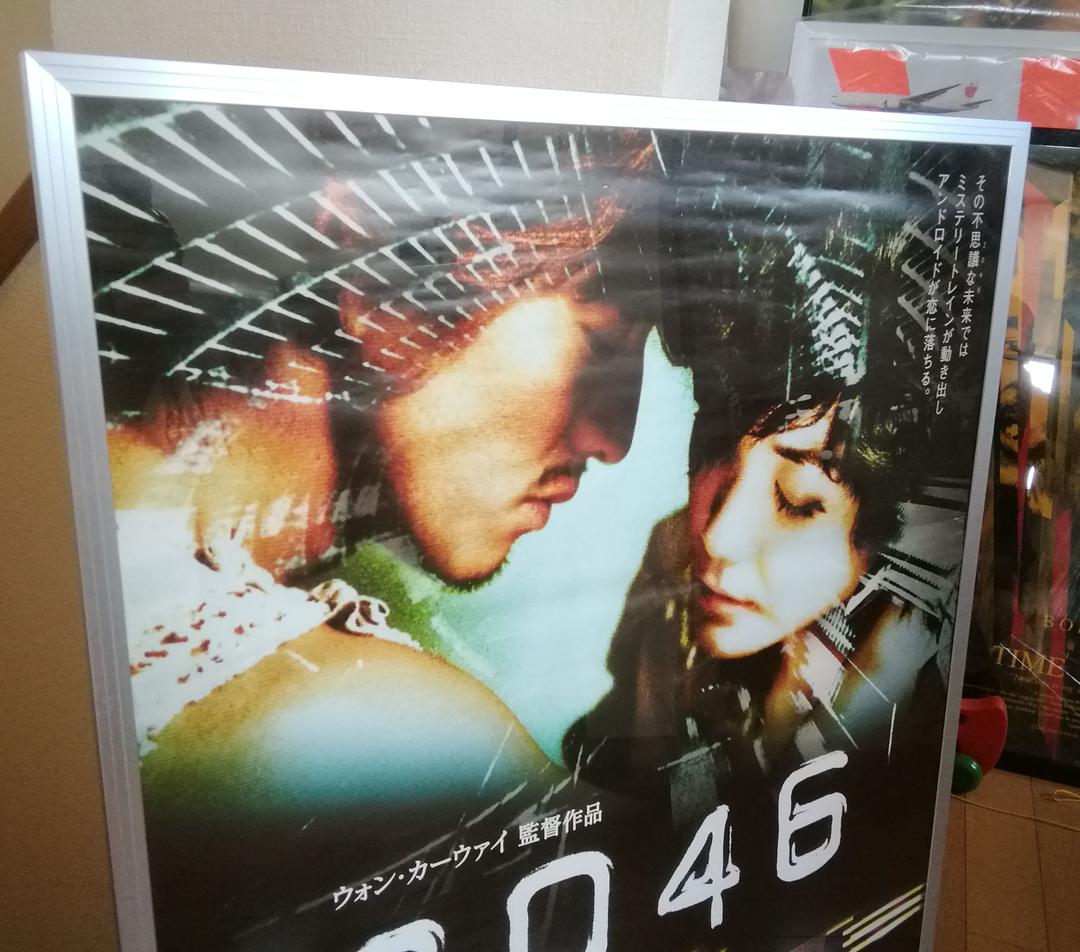 その不思議な未来では
ミステリートレインが動き出し
アンドロイドが恋に落ちる。
ウォン・カーウァイ 監督作品
2046
BO
TIME